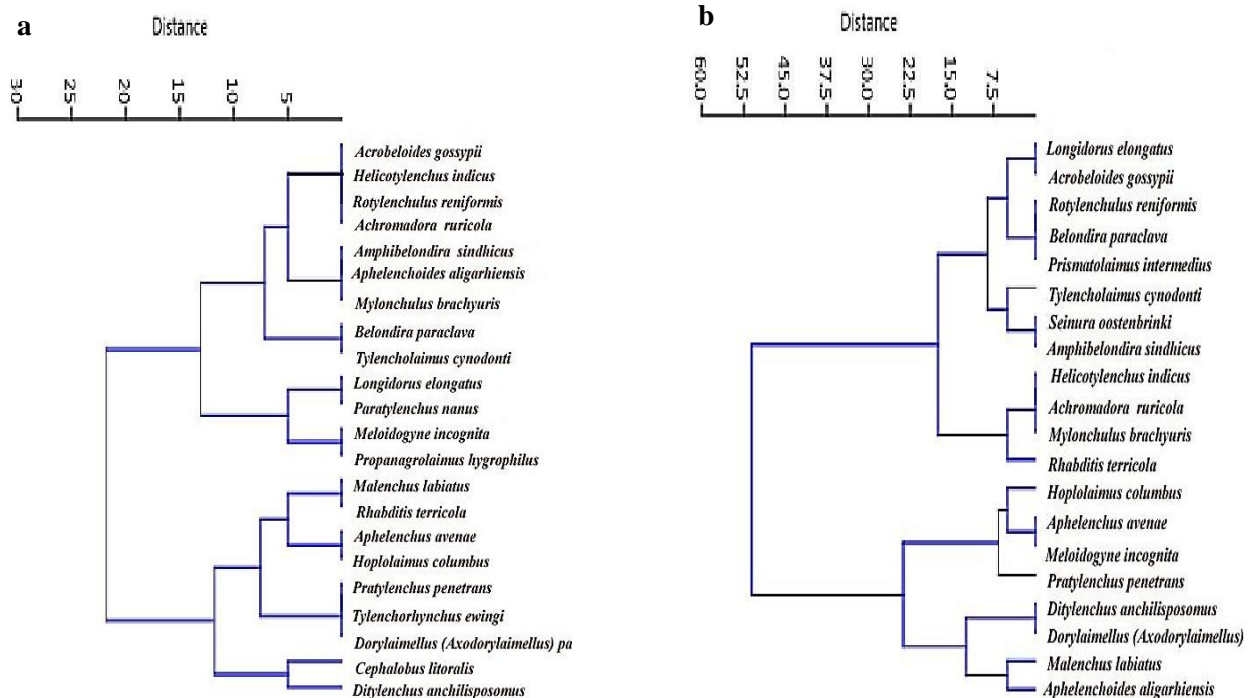 a
Distance
30 25 20 15 10 5
Acrobeloides gossypii
Helicotylenchus indicus
Rotylenchulus reniformis
Achromadora ruricola
Amphibelondira sindhicus
Aphelenchoides aligarhiensis
Mylonchulus brachyuris
Belondira paraclava
Tylencholaimus cynodonti
Longidorus elongatus
Paratylenchus nanus
Meloidogyne incognita
Propanagrolaimus hygrophilus
Malenchus labiatus
Rhabditis terricola
Aphelenchus avenae
Hoplolaimus columbus
Pratylenchus penetrans
Tylenchorhynchus ewingi
Dorylaimellus (Axodorylaimellus) pa
Cephalobus litoralis
Ditylenchus anchilisposomus
b
Distance
60.0 52.5 45.0 37.5 30.0 22.5 15.0 7.5
Longidorus elongatus
Acrobeloides gossypii
Rotylenchulus reniformis
Belondira paraclava
Prismatolaimus intermedius
Tylencholaimus cynodonti
Seinura oostenbrinki
Amphibelondira sindhicus
Helicotylenchus indicus
Achromadora ruricola
Mylonchulus brachyuris
Rhabditis terricola
Hoplolaimus columbus
Aphelenchus avenae
Meloidogyne incognita
Pratylenchus penetrans
Ditylenchus anchilisposomus
Dorylaimellus (Axodorylaimellus)
Malenchus labiatus
Aphelenchoides aligarhiensis